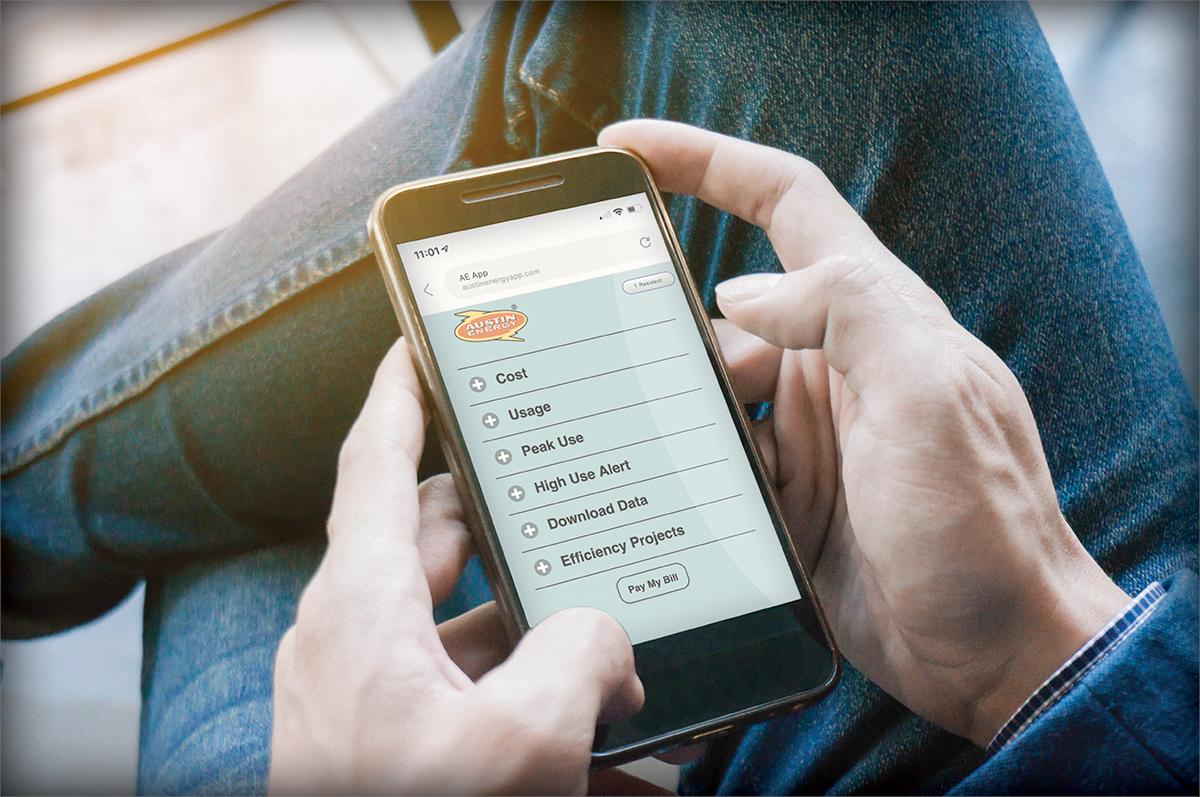 11:01
AE App
austinenergyapp.com
1 Resident
AUSTIN
ENERGY
®
Cost
Usage
Peak Use
High Use Alert
Download Data
Efficiency Projects
Pay My Bill